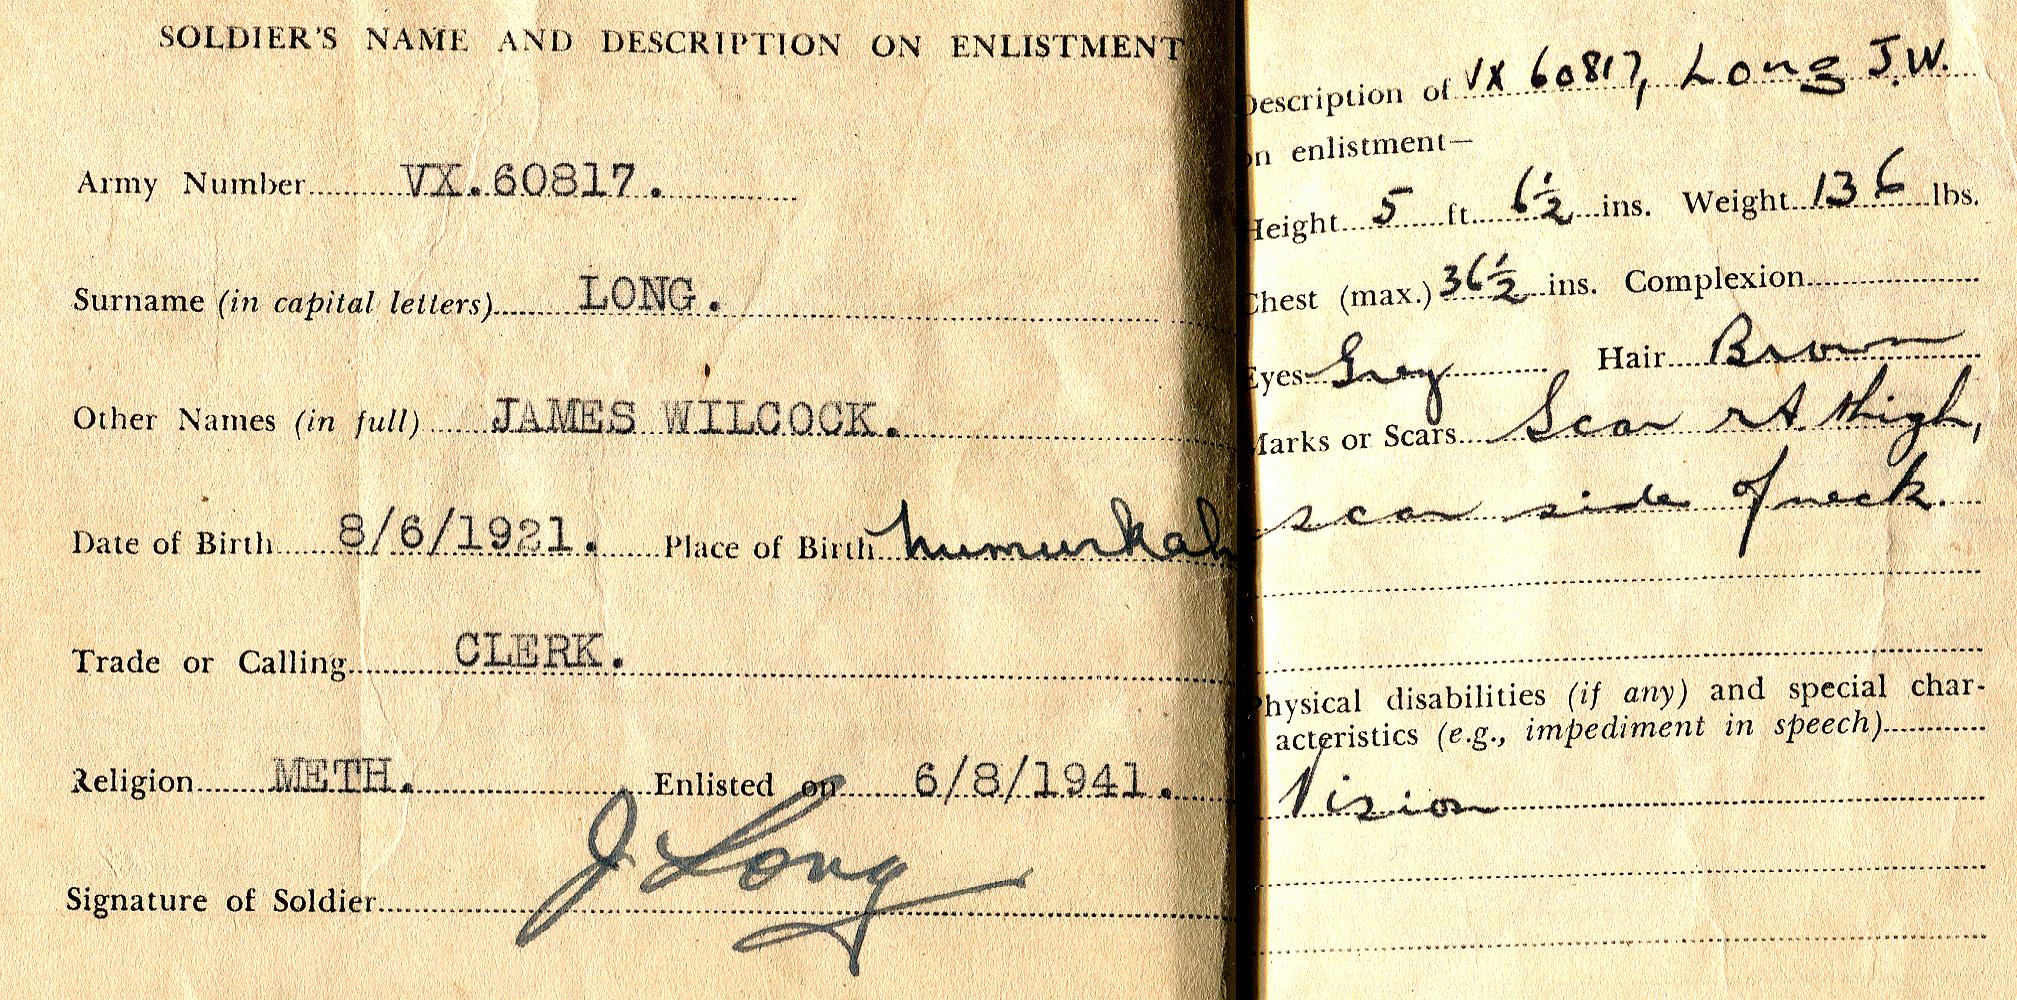 SOLDIER'S NAME AND DESCRIPTION ON ENLISTMENT
Army Number VX.60817.
Surname (in capital letters) LONG.
Other Names (in full) JAMES WILCOCK.
Date of Birth 8/6/1921. Place of Birth Numurkah
Trade or Calling CLERK.
Religion METH. Enlisted on 6/8/1941.
Signature of Soldier J Long
Description of VX 60817, Long J.W.
on enlistment—
Height 5 ft 6½ ins. Weight 136 lbs.
Chest (max.) 36½ ins. Complexion
Eyes Grey Hair Brown
Marks or Scars Scar rt thigh,
scar side of neck.
Physical disabilities (if any) and special char-
acteristics (e.g., impediment in speech)
Vision